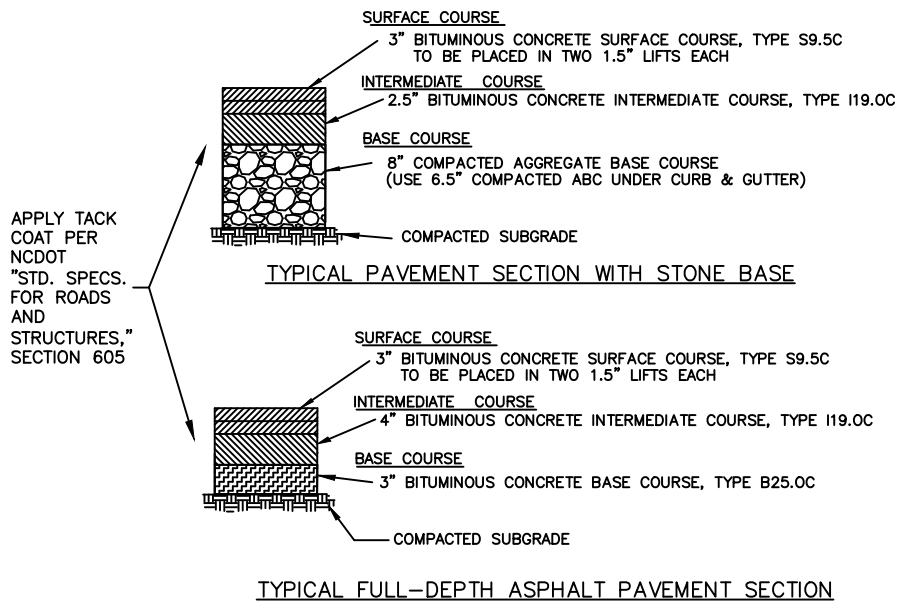 SURFACE COURSE
3" BITUMINOUS CONCRETE SURFACE COURSE, TYPE S9.5C
TO BE PLACED IN TWO 1.5" LIFTS EACH
INTERMEDIATE COURSE
2.5" BITUMINOUS CONCRETE INTERMEDIATE COURSE, TYPE I19.0C
BASE COURSE
8" COMPACTED AGGREGATE BASE COURSE
(USE 6.5" COMPACTED ABC UNDER CURB & GUTTER)
COMPACTED SUBGRADE
TYPICAL PAVEMENT SECTION WITH STONE BASE
APPLY TACK
COAT PER
NCDOT
"STD. SPECS.
FOR ROADS
AND
STRUCTURES,"
SECTION 605
SURFACE COURSE
3" BITUMINOUS CONCRETE SURFACE COURSE, TYPE S9.5C
TO BE PLACED IN TWO 1.5" LIFTS EACH
INTERMEDIATE COURSE
4" BITUMINOUS CONCRETE INTERMEDIATE COURSE, TYPE I19.0C
BASE COURSE
3" BITUMINOUS CONCRETE BASE COURSE, TYPE B25.0C
COMPACTED SUBGRADE
TYPICAL FULL-DEPTH ASPHALT PAVEMENT SECTION